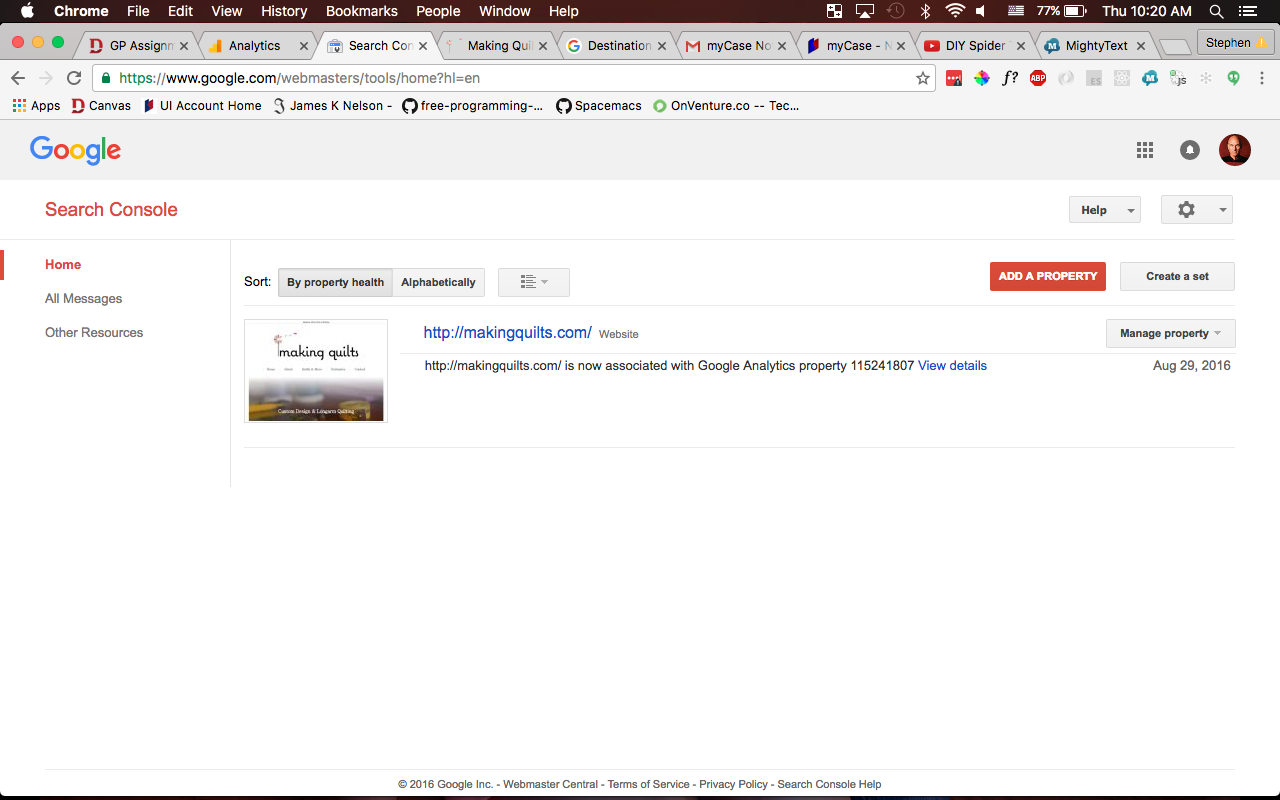 Chrome File Edit View History Bookmarks People Window Help 77% Thu 10:20 AM
GP Assignm Analytics Search Con Making Quil Destination myCase No myCase - N DIY Spider MightyText Stephen
https://www.google.com/webmasters/tools/home?hl=en f? ABP ES JS
Apps Canvas UI Account Home James K Nelson - free-programming-... Spacemacs OnVenture.co -- Tec...
Google
Search Console Help
Home
All Messages
Other Resources
Sort: By property health Alphabetically ADD A PROPERTY Create a set
making quilts
Custom Design & Longarm Quilting
http://makingquilts.com/ Website Manage property
http://makingquilts.com/ is now associated with Google Analytics property 115241807 View details Aug 29, 2016
© 2016 Google Inc. - Webmaster Central - Terms of Service - Privacy Policy - Search Console Help